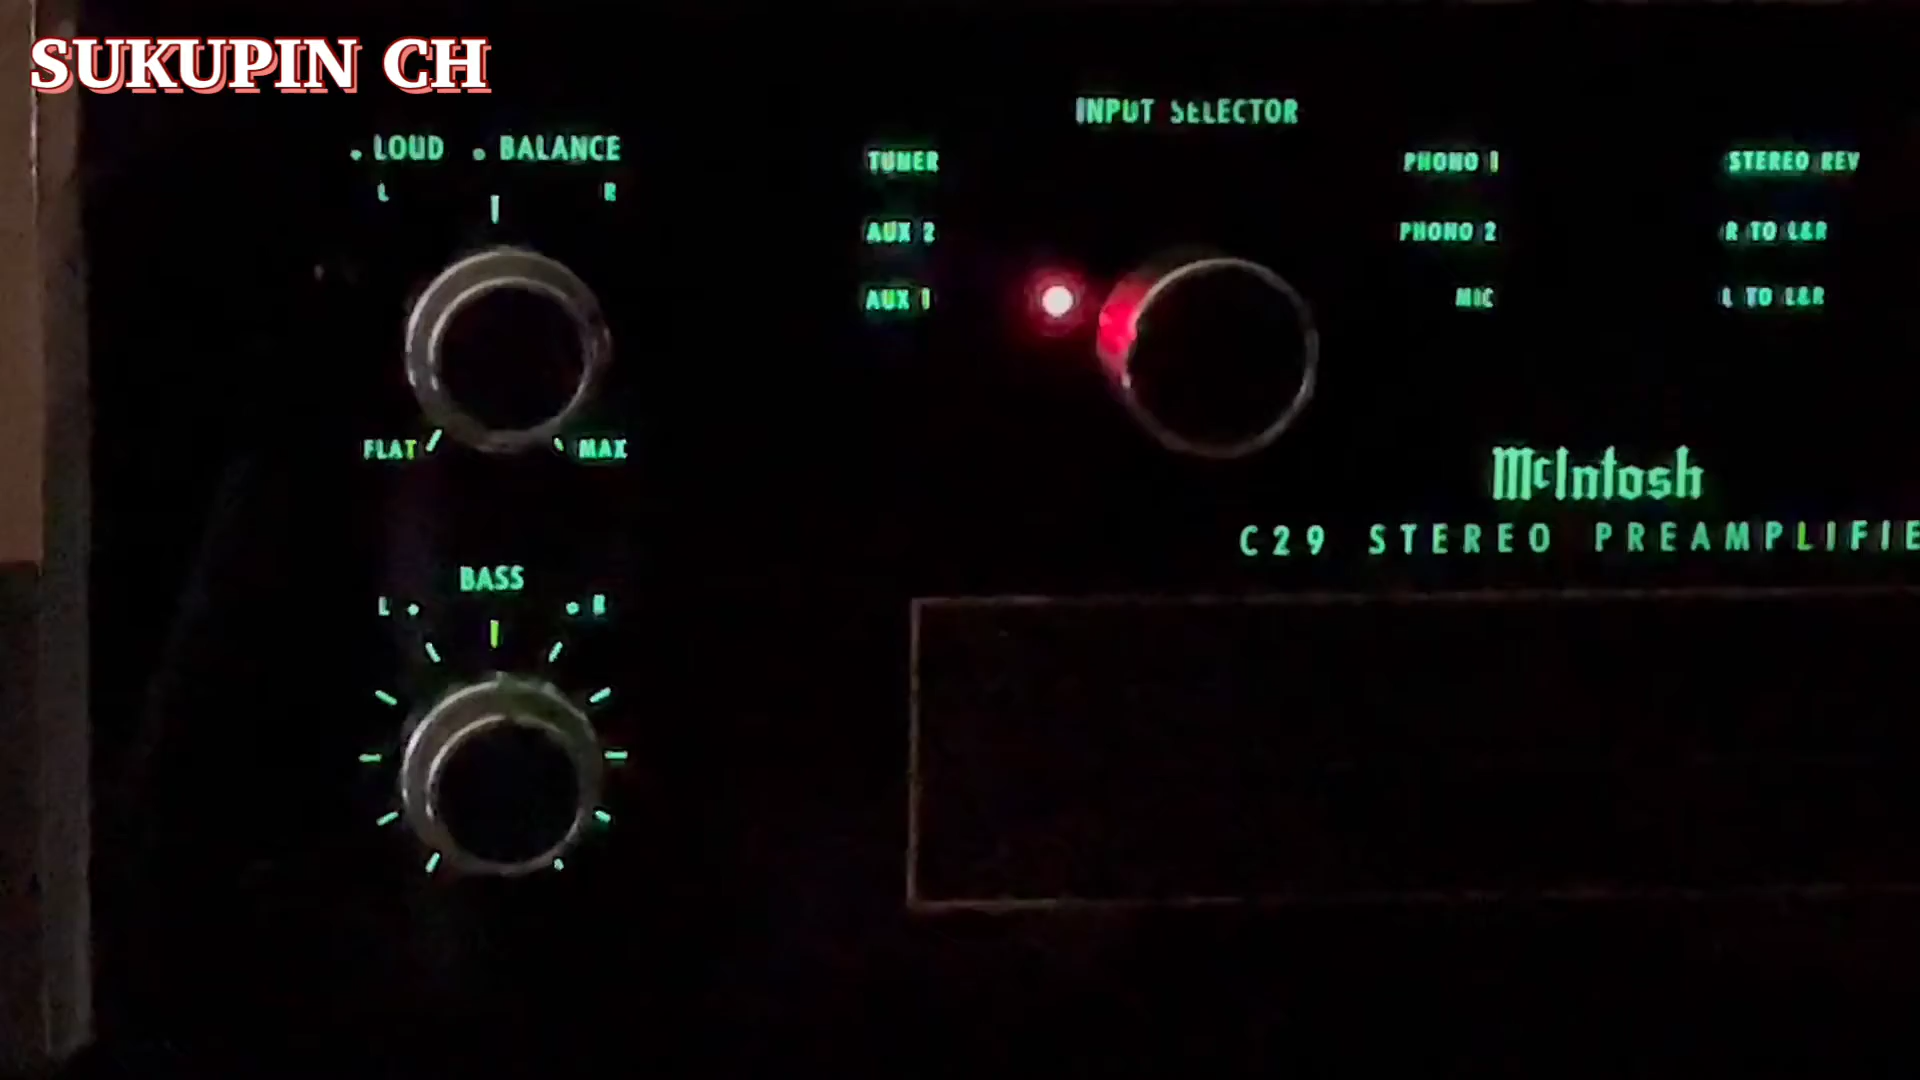 SUKUPIN CH
INPUT SELECTOR
• LOUD • BALANCE
L R
TUNER PHONO 1 STEREO REV
AUX 2 PHONO 2 R TO L&R
AUX 1 MIC L TO L&R
FLAT MAX
McIntosh
C29 STEREO PREAMPLIFIE
BASS
L • • R